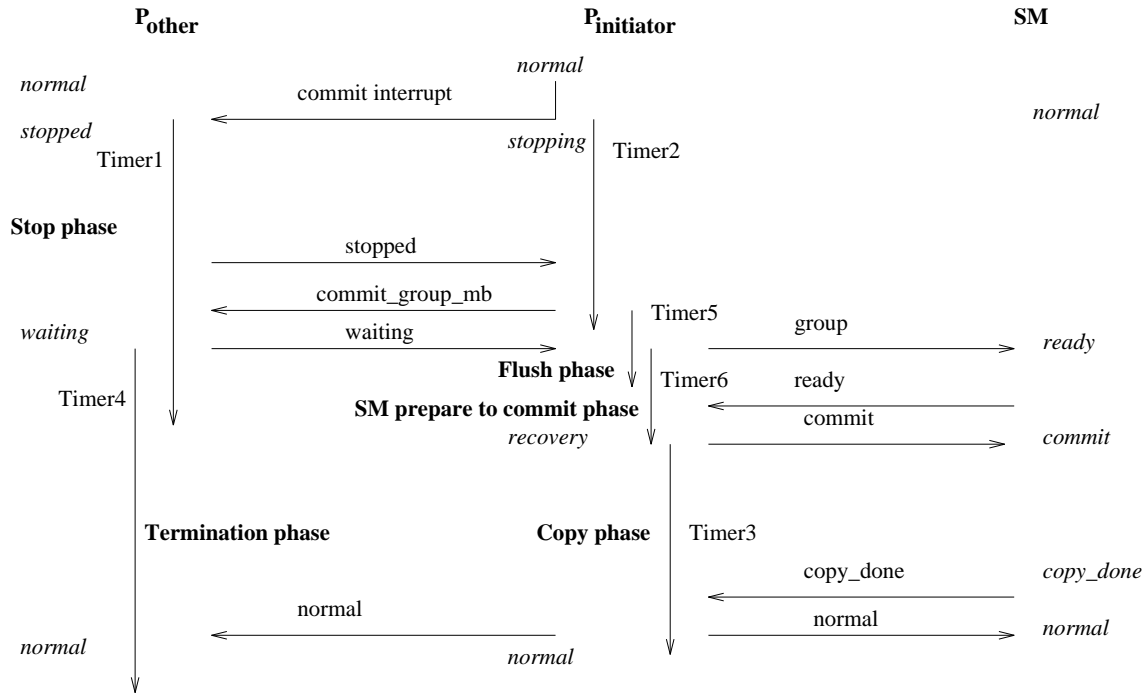 P_other P_initiator SM
normal
normal
commit interrupt
normal
stopped
stopping
Timer1
Timer2
Stop phase
stopped
commit_group_mb
Timer5
waiting
waiting
group
ready
Flush phase
Timer6
ready
Timer4
SM prepare to commit phase
commit
recovery
commit
Termination phase
Copy phase
Timer3
copy_done
copy_done
normal
normal
normal
normal
normal